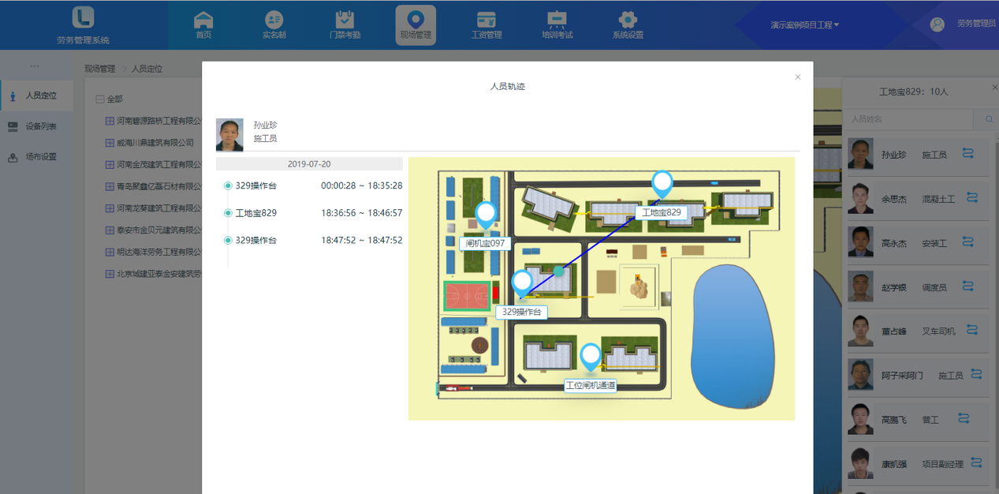 劳务管理系统
首页
实名制
门禁考勤
现场管理
工资管理
培训考试
系统设置
演示案例项目工程
劳务管理员
人员定位
设备列表
场布设置
现场管理 > 人员定位
全部
河南碧源路桥工程有限公
威海川鼎建筑有限公司
河南金茂建筑工程有限公
青岛聚鑫亿磊石材有限公
河南龙葵建筑工程有限公
泰安市金贝元建筑有限公
明达海洋劳务工程有限公
北京城建亚泰金安建筑劳
人员轨迹
孙业珍
施工员
2019-07-20
329操作台 00:00:28 ~ 18:35:28
工地宝829 18:36:56 ~ 18:46:57
329操作台 18:47:52 ~ 18:47:52
工地宝829
闸机宝097
329操作台
工位闸机通道
工地宝829：10人
人员姓名
孙业珍 施工员
余思杰 混凝土工
高永杰 安装工
赵学银 调度员
董占峰 叉车司机
阿子采阿门 施工员
高鹏飞 普工
康凯强 项目副经理